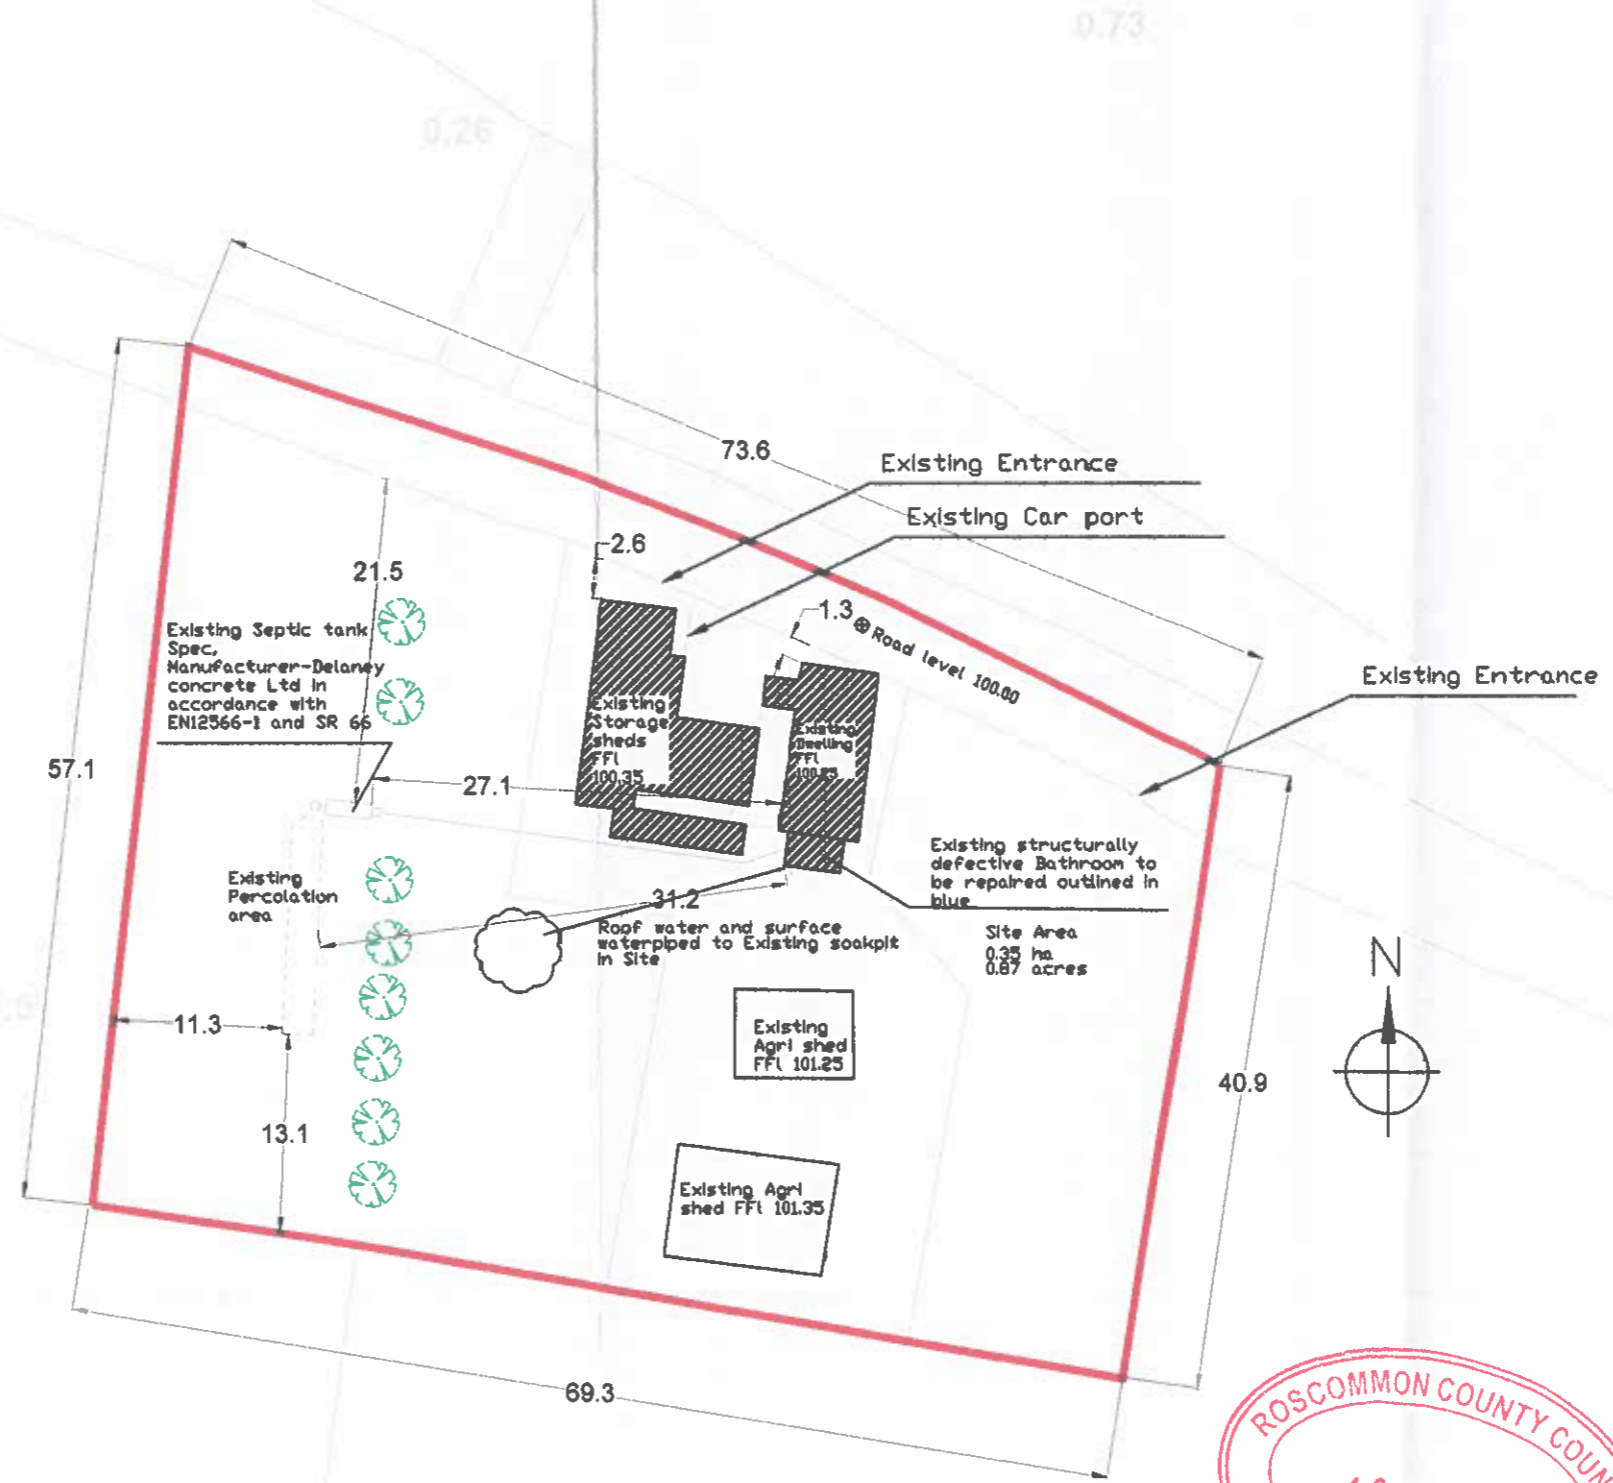 0.73
0.26
73.6
Existing Entrance
Existing Car port
2.6
21.5
1.3
Road level 100.00
Existing Septic tank
Spec,
Manufacturer-Delaney
concrete Ltd in
accordance with
EN12566-1 and SR 66
Existing Entrance
Existing
Storage
sheds
FFL
100.35
Existing
Dwelling
FFL
57.1
27.1
Existing structurally
defective Bathroom to
be repaired outlined in
blue
Existing
Percolation
area
31.2
Roof water and surface
waterpiped to Existing soakpit
in Site
Site Area
0.35 ha
0.87 acres
N
11.3
Existing
Agri shed
FFL 101.25
40.9
13.1
Existing Agri
shed FFL 101.35
69.3
ROSCOMMON COUNTY COUN